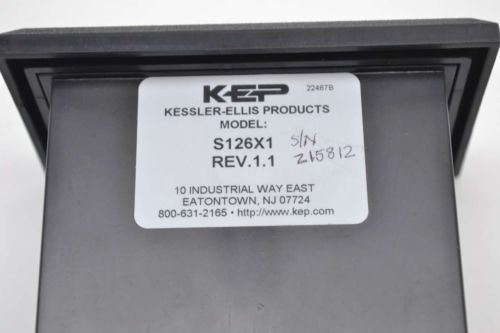 KEP 22467B
KESSLER-ELLIS PRODUCTS
MODEL:
S126X1 S/N
REV.1.1 215812
10 INDUSTRIAL WAY EAST
EATONTOWN, NJ 07724
800-631-2165 • http://www.kep.com